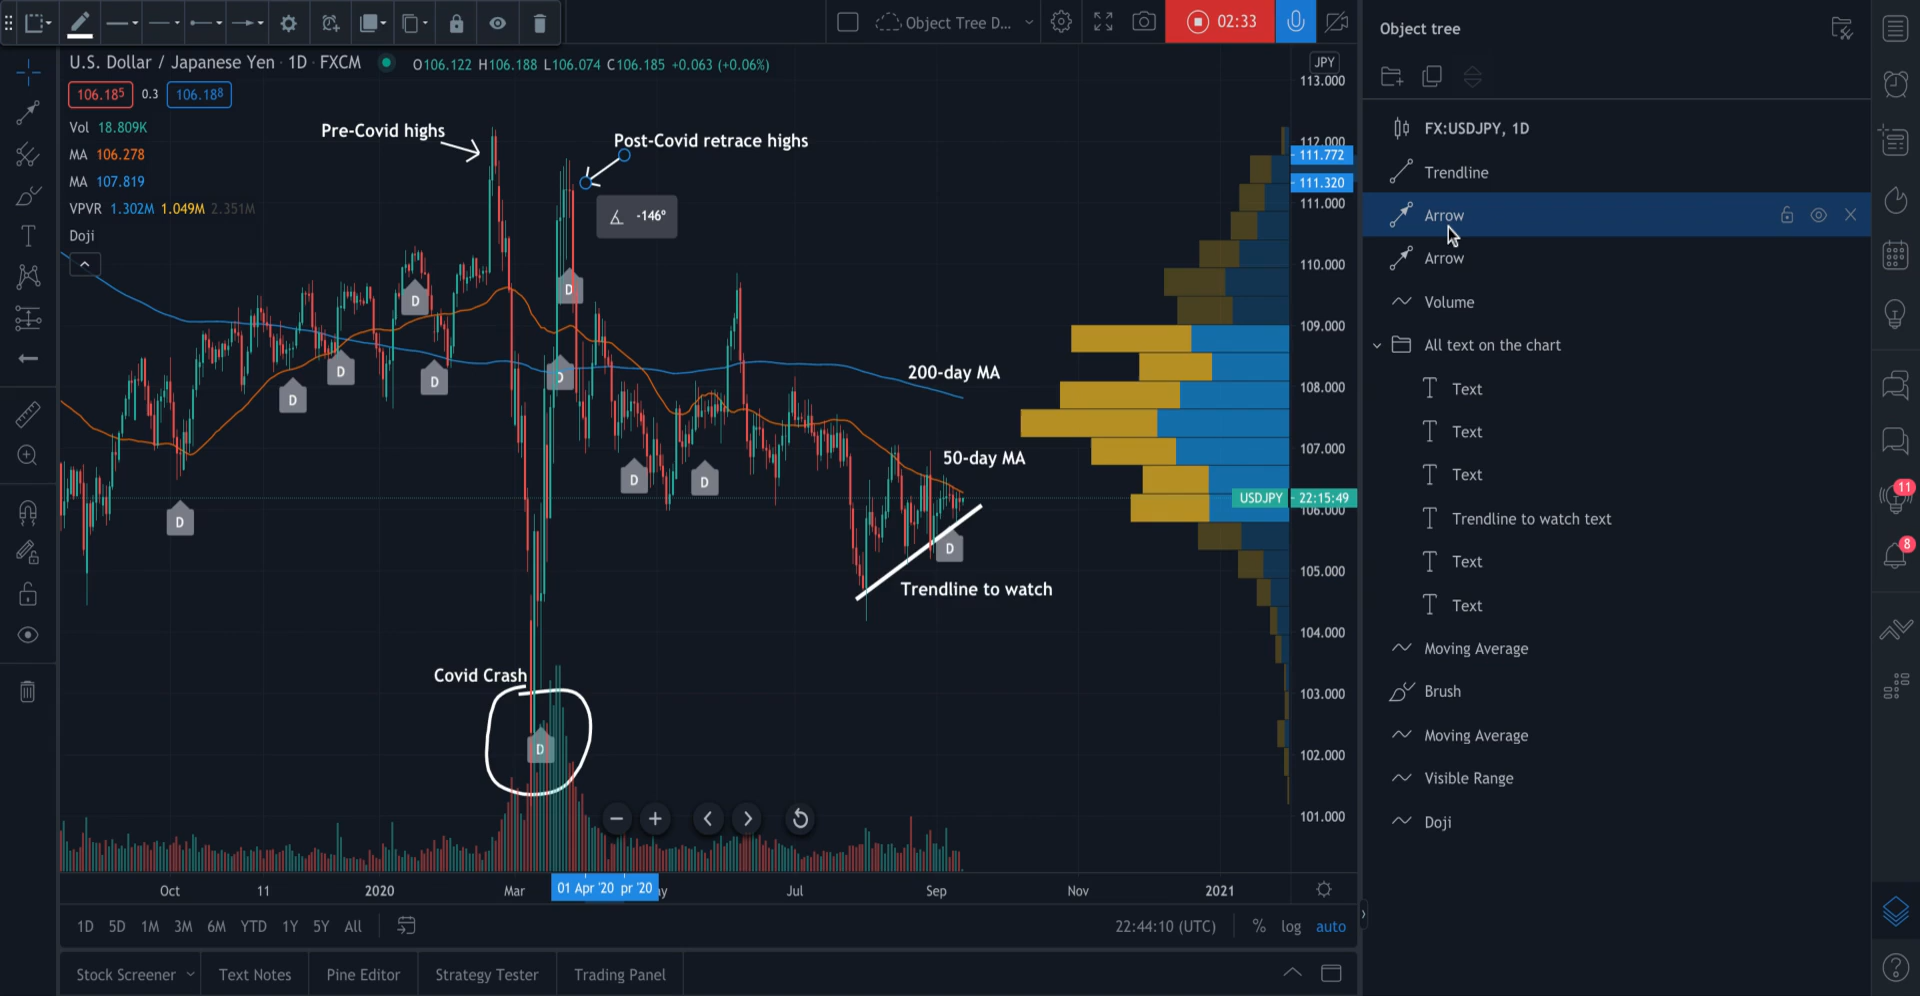 Object Tree D...
02:33
Object tree
U.S. Dollar / Japanese Yen · 1D · FXCM
O106.122 H106.188 L106.074 C106.185 +0.063 (+0.06%)
JPY
106.185 0.3 106.188
Vol 18.809K
MA 106.278
MA 107.819
VPVR 1.302M 1.049M 2.351M
Doji
Pre-Covid highs
Post-Covid retrace highs
-146°
200-day MA
50-day MA
Trendline to watch
Covid Crash
D
D
D
D
D
D
D
D
D
D
D
113.000
112.000
111.772
111.320
111.000
110.000
109.000
108.000
107.000
USDJPY 22:15:49
106.000
105.000
104.000
103.000
102.000
101.000
Oct 11 2020 Mar 01 Apr '20 pr '20 Jul Sep Nov 2021
1D 5D 1M 3M 6M YTD 1Y 5Y All
22:44:10 (UTC) % log auto
Stock Screener Text Notes Pine Editor Strategy Tester Trading Panel
FX:USDJPY, 1D
Trendline
Arrow
Arrow
Volume
All text on the chart
Text
Text
Text
Trendline to watch text
Text
Text
Moving Average
Brush
Moving Average
Visible Range
Doji
11
8